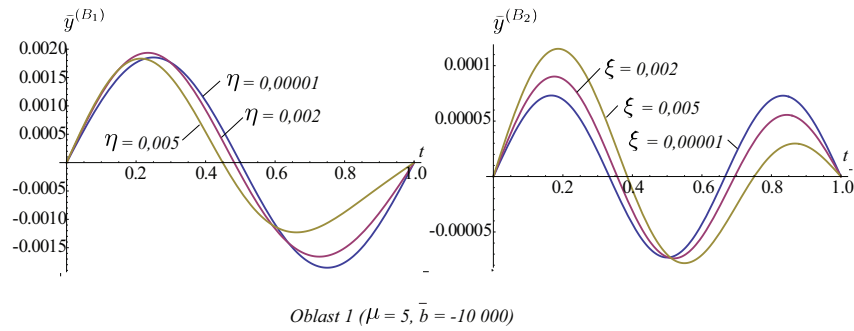 ȳ(B₁)
0.0020
0.0015
0.0010
0.0005
-0.0005
-0.0010
-0.0015
0.2 0.4 0.6 0.8 1.0
t
η = 0,00001
η = 0,002
η = 0,005
ȳ(B₂)
0.0001
0.00005
-0.00005
0.2 0.4 0.6 0.8 1.0
t
ξ = 0,002
ξ = 0,005
ξ = 0,00001
Oblast 1 (μ = 5, b̄ = -10 000)